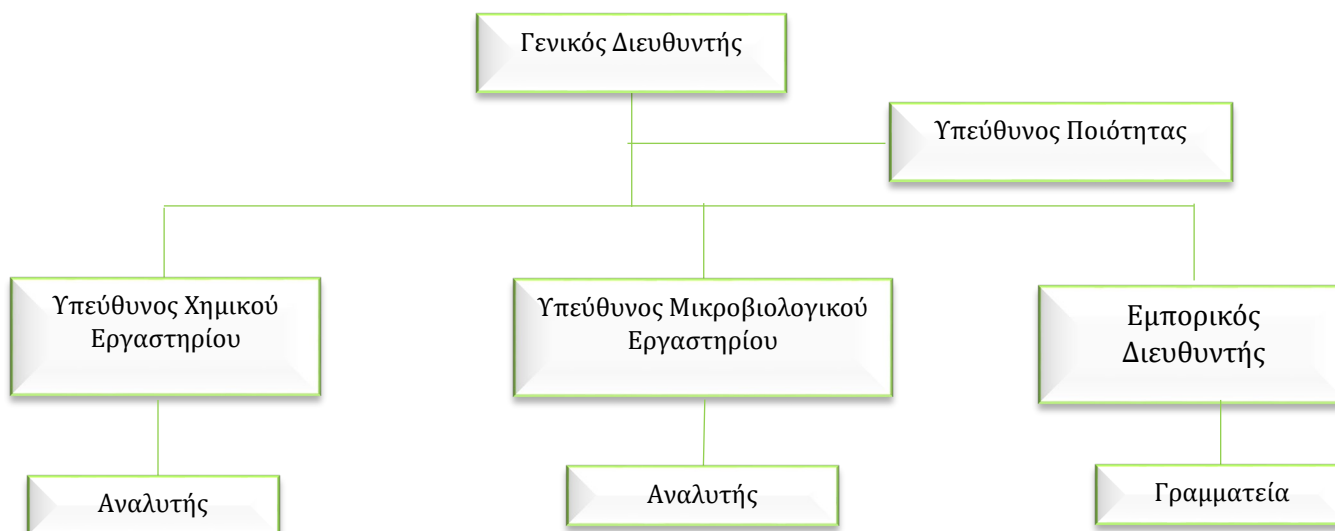 Γενικός Διευθυντής
Υπεύθυνος Ποιότητας
Υπεύθυνος Χημικού
Εργαστηρίου
Υπεύθυνος Μικροβιολογικού
Εργαστηρίου
Εμπορικός
Διευθυντής
Αναλυτής
Αναλυτής
Γραμματεία